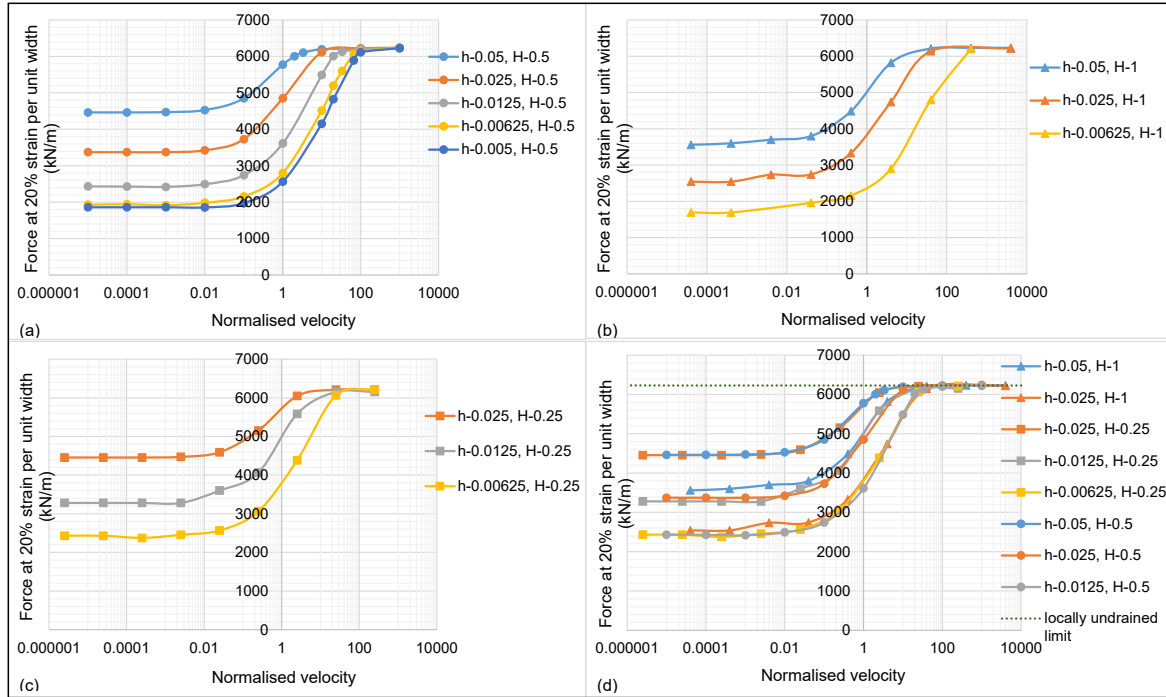 7000
6000
5000
4000
3000
2000
1000
0
0.000001
0.0001
0.01
1
100
10000
Force at 20% strain per unit width
(kN/m)
Normalised velocity
(a)
h-0.05, H-0.5
h-0.025, H-0.5
h-0.0125, H-0.5
h-0.00625, H-0.5
h-0.005, H-0.5
7000
6000
5000
4000
3000
2000
1000
0
0.000001
0.0001
0.01
1
100
10000
Force at 20% strain per unit width
(kN/m)
Normalised velocity
(b)
h-0.05, H-1
h-0.025, H-1
h-0.00625, H-1
7000
6000
5000
4000
3000
2000
1000
0
0.000001
0.0001
0.01
1
100
10000
Force at 20% strain per unit width
(kN/m)
Normalised velocity
(c)
h-0.025, H-0.25
h-0.0125, H-0.25
h-0.00625, H-0.25
7000
6000
5000
4000
3000
2000
1000
0
0.000001
0.0001
0.01
1
100
10000
Force at 20% strain per unit width
(kN/m)
Normalised velocity
(d)
h-0.05, H-1
h-0.025, H-1
h-0.025, H-0.25
h-0.0125, H-0.25
h-0.00625, H-0.25
h-0.05, H-0.5
h-0.025, H-0.5
h-0.0125, H-0.5
locally undrained
limit